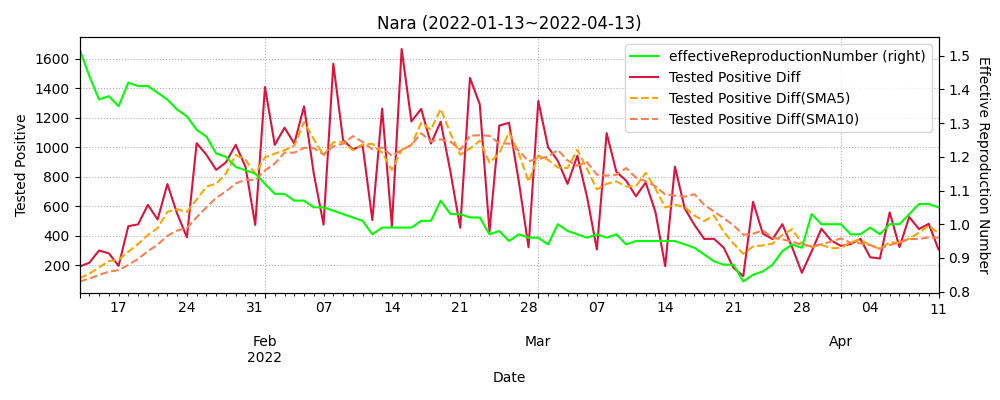 Nara (2022-01-13~2022-04-13)
effectiveReproductionNumber (right)
Tested Positive Diff
Tested Positive Diff(SMA5)
Tested Positive Diff(SMA10)
Tested Positive
1600
1400
1200
1000
800
600
400
200
1.5
1.4
1.3
1.2
1.1
1.0
0.9
0.8
Effective Reproduction Number
17 24 31 07 14 21 28 07 14 21 28 04 11
Feb Mar Apr
2022
Date